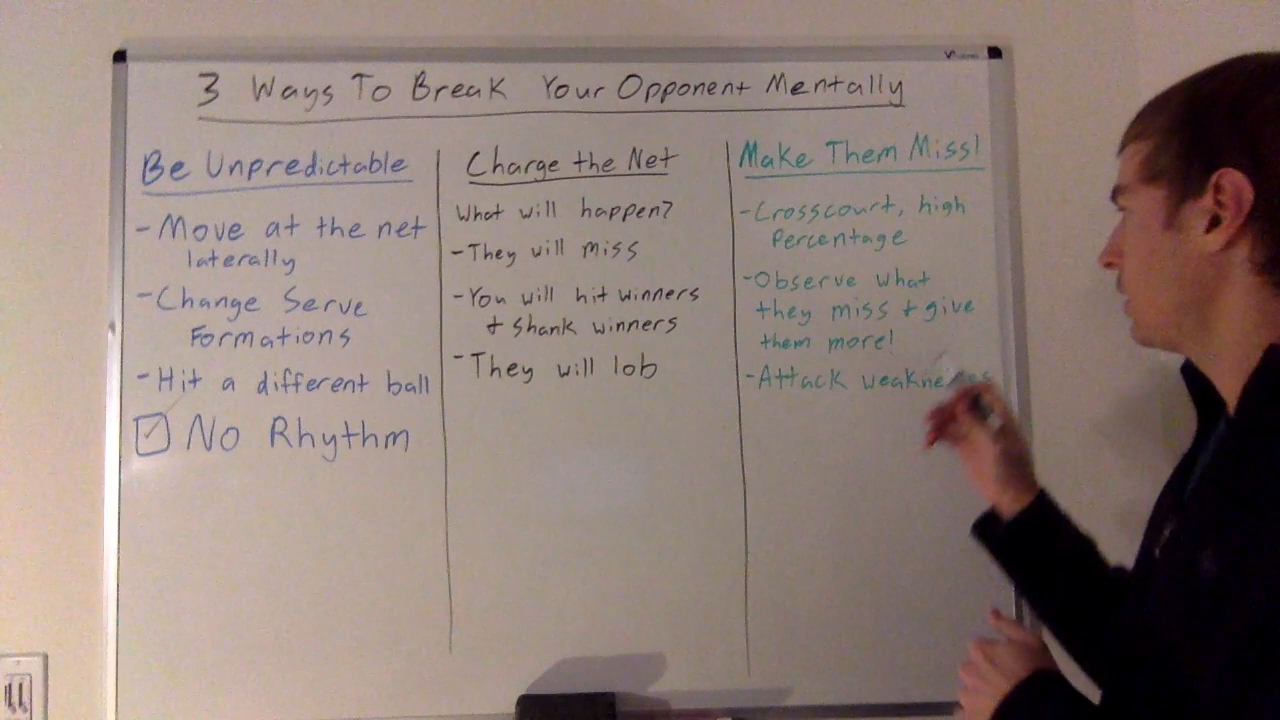 3 Ways To Break Your Opponent Mentally
Be Unpredictable
- Move at the net
laterally
- Change Serve
Formations
- Hit a different ball
No Rhythm
Charge the Net
What will happen?
- They will miss
- You will hit winners
+ shank winners
- They will lob
Make Them Miss!
- Crosscourt, high
Percentage
- Observe what
they miss + give
them more!
- Attack